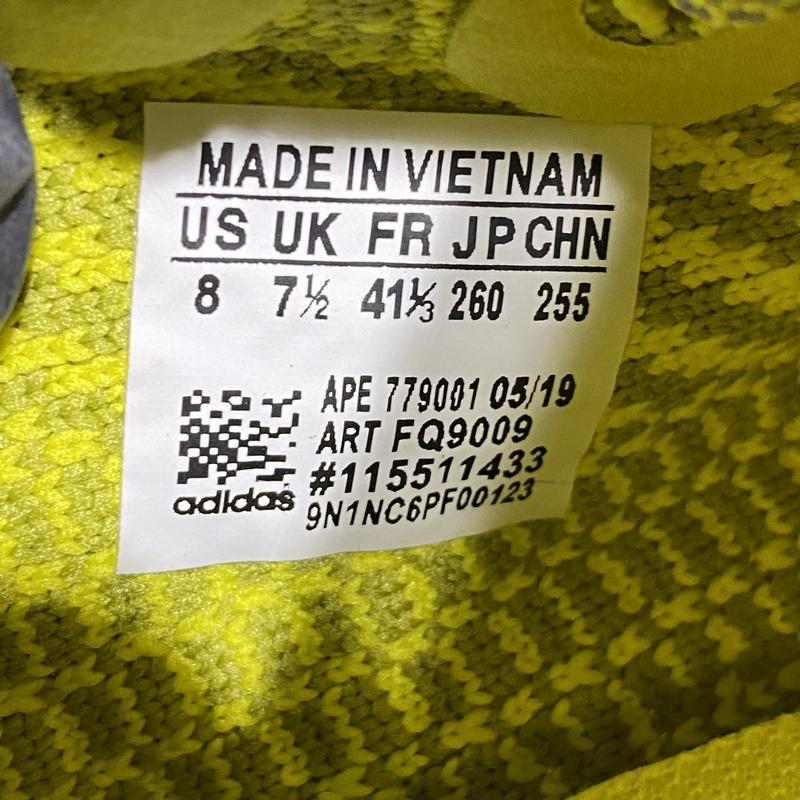 MADE IN VIETNAM
US UK FR JP CHN
8 7½ 41⅓ 260 255
APE 779001 05/19
ART FQ9009
#115511433
adidas 9N1NC6PF00123